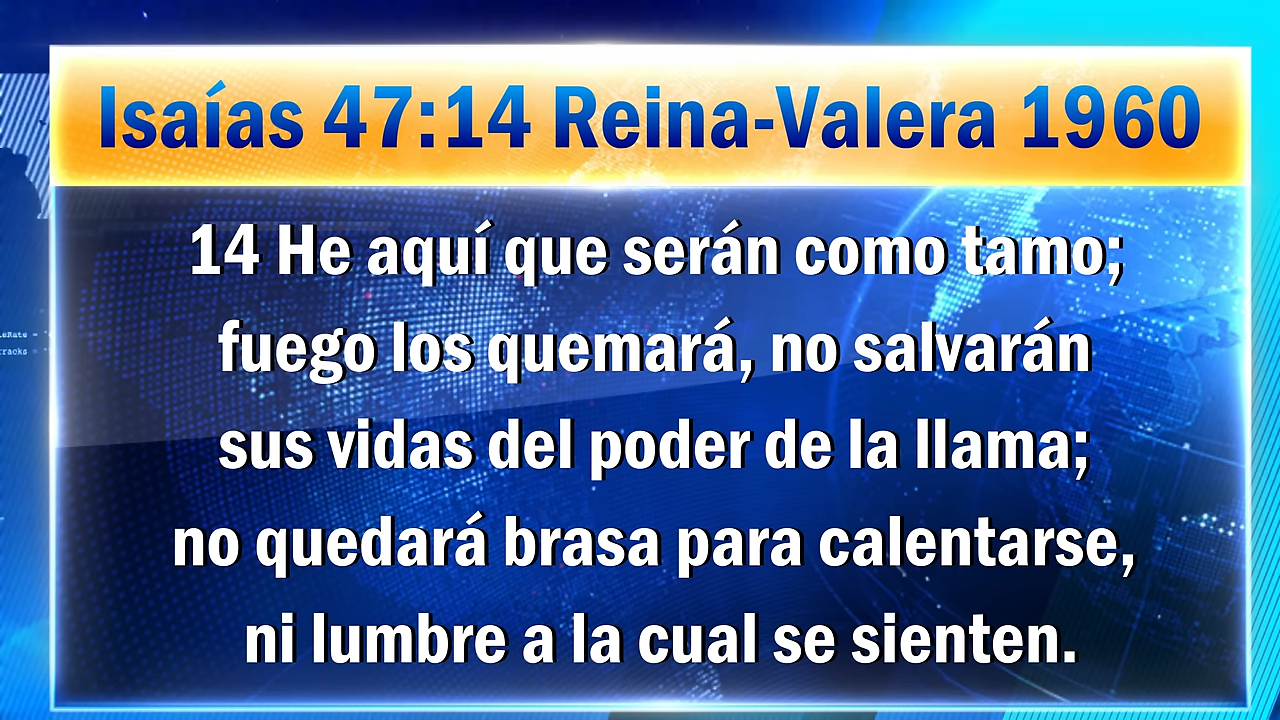 Isaías 47:14 Reina-Valera 1960
14 He aquí que serán como tamo;
fuego los quemará, no salvarán
sus vidas del poder de la llama;
no quedará brasa para calentarse,
ni lumbre a la cual se sienten.